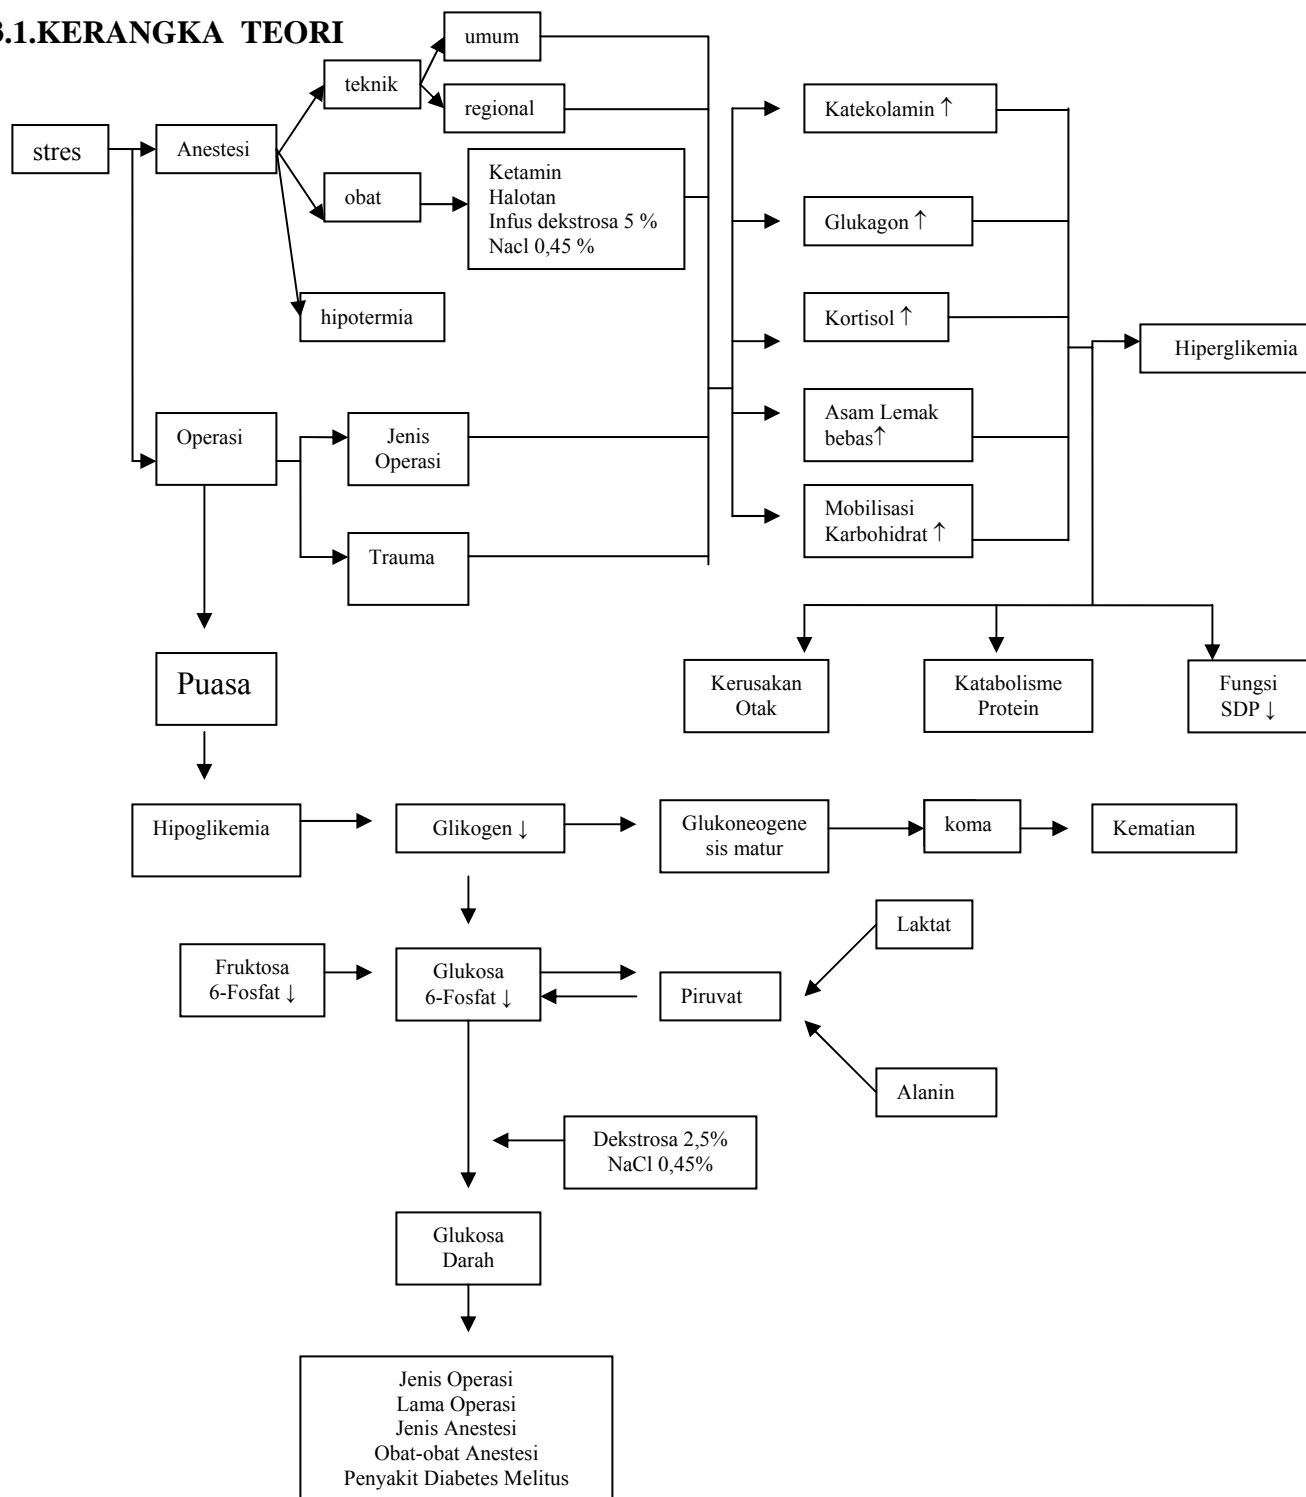 3.1.KERANGKA TEORI
umum
teknik
regional
Katekolamin ↑
stres
Anestesi
obat
Ketamin
Halotan
Infus dekstrosa 5 %
Nacl 0,45 %
Glukagon ↑
hipotermia
Kortisol ↑
Hiperglikemia
Operasi
Jenis
Operasi
Asam Lemak
bebas↑
Mobilisasi
Karbohidrat ↑
Trauma
Puasa
Kerusakan
Otak
Katabolisme
Protein
Fungsi
SDP ↓
Hipoglikemia
Glikogen ↓
Glukoneogene
sis matur
koma
Kematian
Laktat
Fruktosa
6-Fosfat ↓
Glukosa
6-Fosfat ↓
Piruvat
Alanin
Dekstrosa 2,5%
NaCl 0,45%
Glukosa
Darah
Jenis Operasi
Lama Operasi
Jenis Anestesi
Obat-obat Anestesi
Penyakit Diabetes Melitus